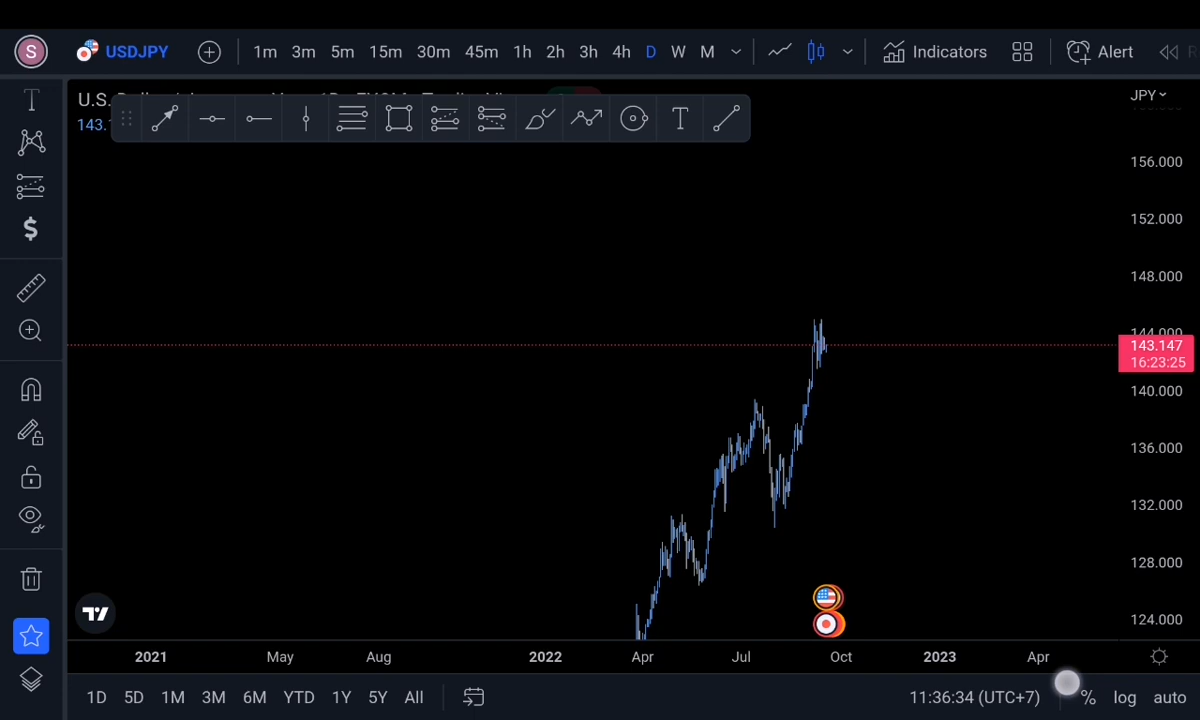 S USDJPY 1m 3m 5m 15m 30m 45m 1h 2h 3h 4h D W M Indicators Alert
U.S.
143.
JPY
156.000
152.000
148.000
144.000
143.147
16:23:25
140.000
136.000
132.000
128.000
124.000
2021 May Aug 2022 Apr Jul Oct 2023 Apr
1D 5D 1M 3M 6M YTD 1Y 5Y All 11:36:34 (UTC+7) % log auto